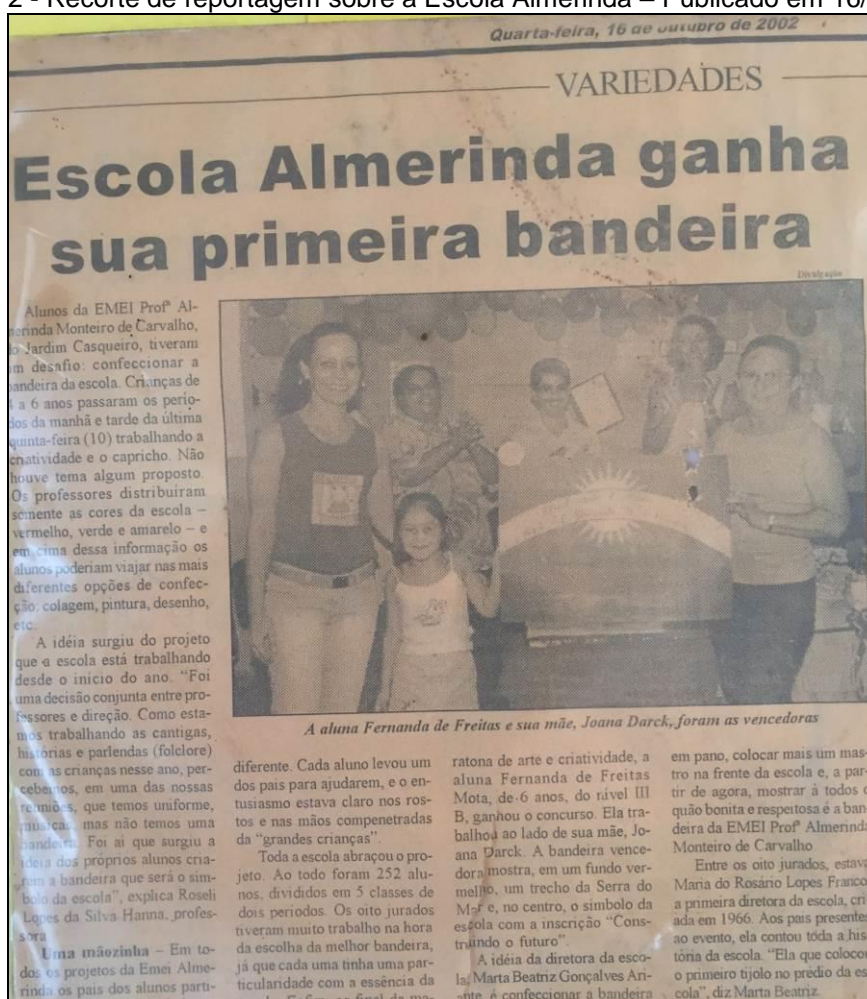 2 - Recorte de reportagem sobre a Escola Almerinda – Publicado em 16/
Quarta-feira, 16 de outubro de 2002
VARIEDADES
Escola Almerinda ganha
sua primeira bandeira
Divulgação
Alunos da EMEI Profª Al-
merinda Monteiro de Carvalho,
do Jardim Casqueiro, tiveram
um desafio: confeccionar a
bandeira da escola. Crianças de
a 6 anos passaram os perío-
dos da manhã e tarde da última
quinta-feira (10) trabalhando a
criatividade e o capricho. Não
houve tema algum proposto.
Os professores distribuiram
somente as cores da escola –
vermelho, verde e amarelo – e
em cima dessa informação os
alunos poderiam viajar nas mais
diferentes opções de confec-
ção: colagem, pintura, desenho,
etc.
A idéia surgiu do projeto
que a escola está trabalhando
desde o início do ano. “Foi
uma decisão conjunta entre pro-
fessores e direção. Como esta-
mos trabalhando as cantigas,
histórias e parlendas (folclore)
com as crianças nesse ano, per-
cebemos, em uma das nossas
reuniões, que temos uniforme,
músicas, mas não temos uma
bandeira. Foi aí que surgiu a
ideia dos próprios alunos cria-
rem a bandeira que será o sím-
bolo da escola”, explica Roseli
Lopes da Silva Hanna, profes-
sora
Uma mãozinha – Em to-
dos os projetos da Emei Alme-
rinda os pais dos alunos parti-
A aluna Fernanda de Freitas e sua mãe, Joana Darck, foram as vencedoras
diferente. Cada aluno levou um
dos pais para ajudarem, e o en-
tusiasmo estava claro nos ros-
tos e nas mãos compenetradas
da “grandes crianças”.
Toda a escola abraçou o pro-
jeto. Ao todo foram 252 alu-
nos, divididos em 5 classes de
dois periodos. Os oito jurados
tiveram muito trabalho na hora
da escolha da melhor bandeira,
já que cada uma tinha uma par-
ticularidade com a essência da
ratona de arte e criatividade, a
aluna Fernanda de Freitas
Mota, de 6 anos, do nível III
B, ganhou o concurso. Ela tra-
balhou ao lado de sua mãe, Jo-
ana Darck. A bandeira vence-
dora mostra, em um fundo ver-
melho, um trecho da Serra do
Mar e, no centro, o simbolo da
escola com a inscrição “Cons-
truindo o futuro”.
A idéia da diretora da esco-
la, Marta Beatriz Gonçalves Ari-
ante, é confeccionar a bandeira
em pano, colocar mais um mas-
tro na frente da escola e, a par-
tir de agora, mostrar à todos o
quão bonita e respeitosa é a ban-
deira da EMEI Profª Almerinda
Monteiro de Carvalho
Entre os oito jurados, estava
Maria do Rosário Lopes Franco,
a primeira diretora da escola, cri-
ada em 1966. Aos pais presentes
ao evento, ela contou toda a his-
tória da escola. “Ela que colocou
o primeiro tijolo no prédio da es-
cola”, diz Marta Beatriz.